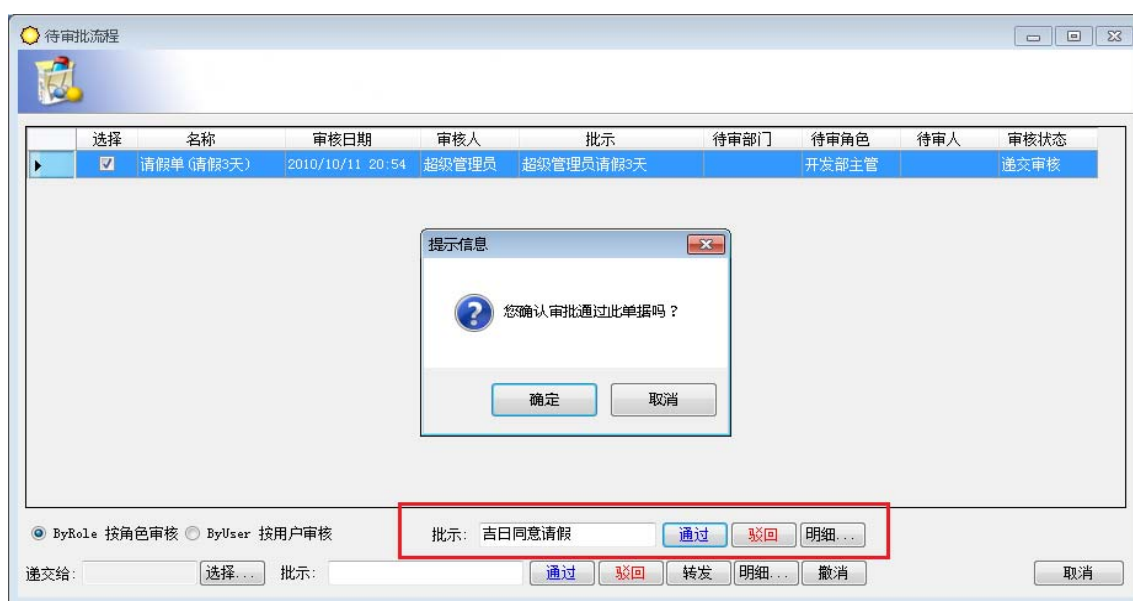 待审批流程
选择 名称 审核日期 审核人 批示 待审部门 待审角色 待审人 审核状态
请假单(请假3天) 2010/10/11 20:54 超级管理员 超级管理员请假3天 开发部主管 递交审核
提示信息
您确认审批通过此单据吗？
确定 取消
ByRole 按角色审核 ByUser 按用户审核 批示: 吉日同意请假 通过 驳回 明细...
递交给: 选择... 批示: 通过 驳回 转发 明细... 撤消 取消